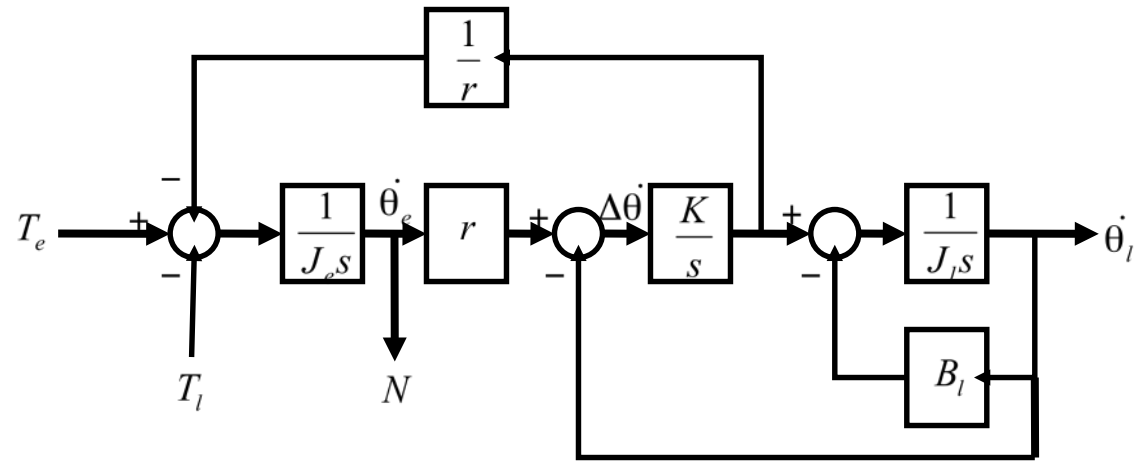 1
r
−
T_e + 1 θ̇_e r + Δθ̇ K + 1 θ̇_l
J_e s s J_l s
− − −
T_l N B_l